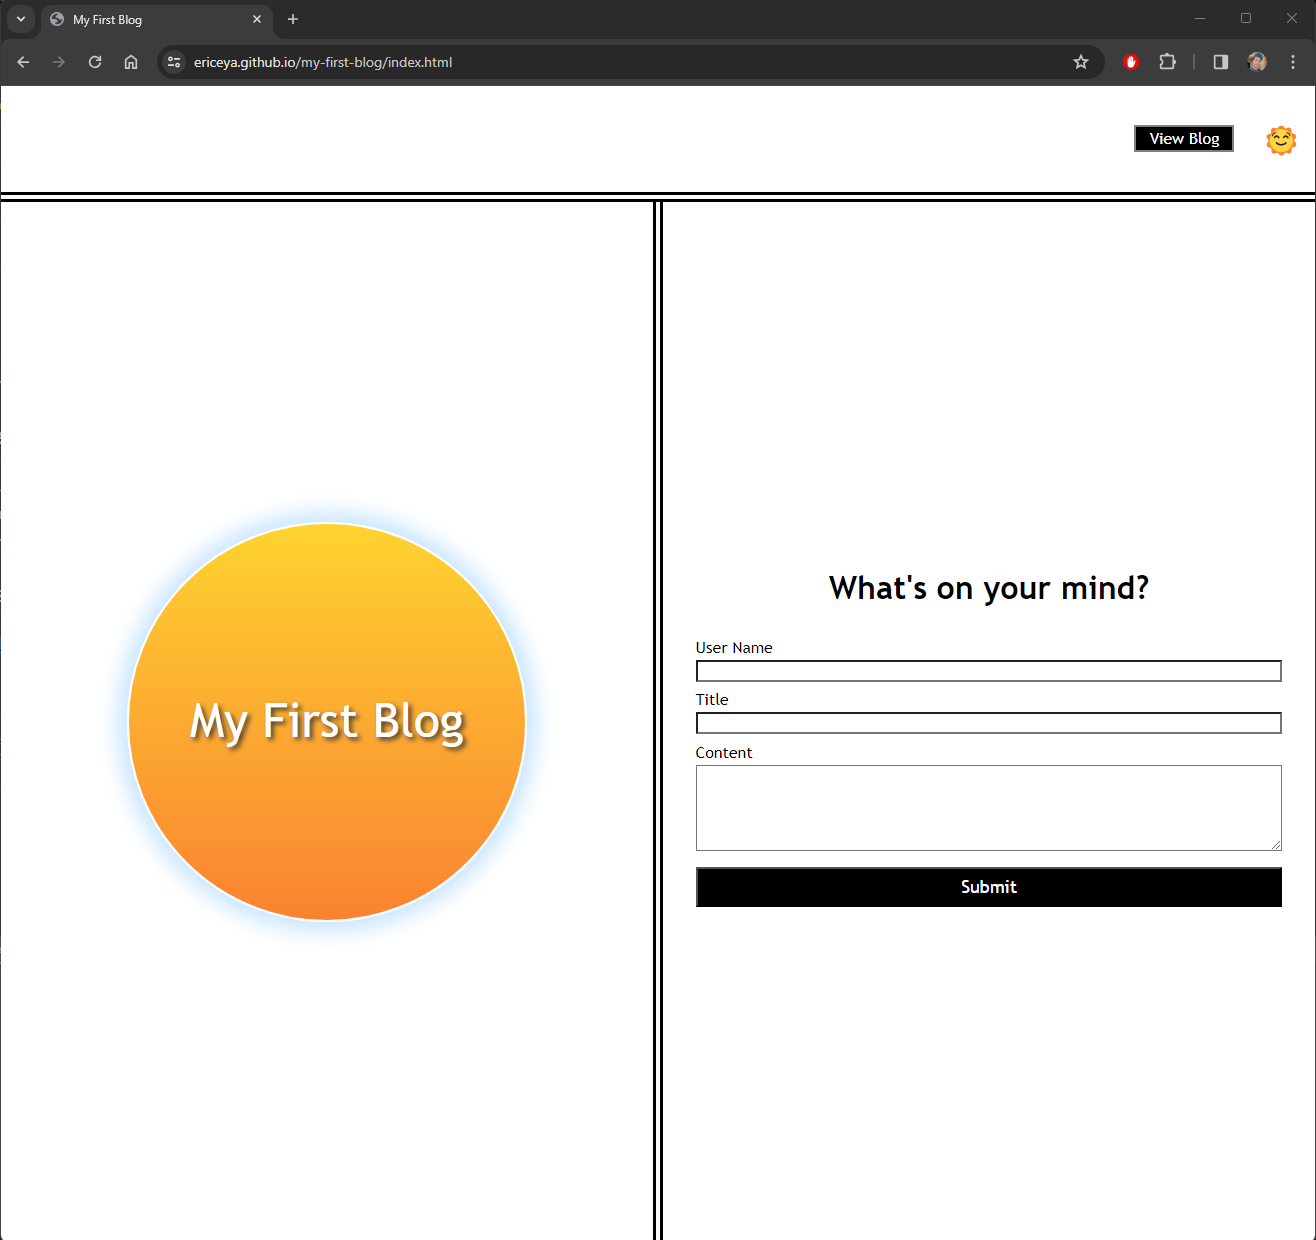 My First Blog
ericeya.github.io/my-first-blog/index.html
View Blog
My First Blog
What's on your mind?
User Name
Title
Content
Submit